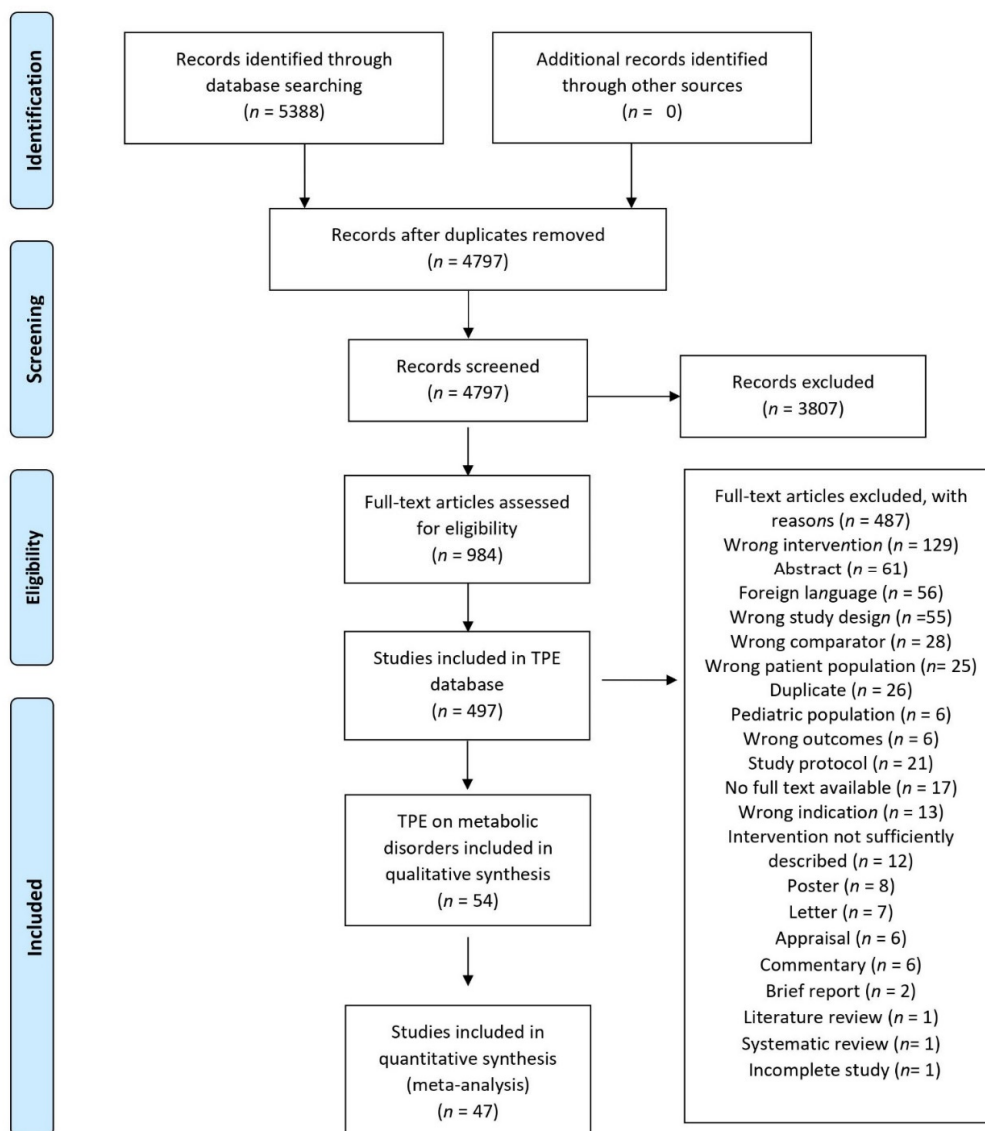 Identification
Records identified through
database searching
(n = 5388)
Additional records identified
through other sources
(n =   0)
Records after duplicates removed
(n = 4797)
Screening
Records screened
(n = 4797)
Records excluded
(n = 3807)
Eligibility
Full-text articles assessed
for eligibility
(n = 984)
Studies included in TPE
database
(n = 497)
Full-text articles excluded, with
reasons (n = 487)
Wrong intervention (n = 129)
Abstract (n = 61)
Foreign language (n = 56)
Wrong study design (n =55)
Wrong comparator (n = 28)
Wrong patient population (n= 25)
Duplicate (n = 26)
Pediatric population (n = 6)
Wrong outcomes (n = 6)
Study protocol (n = 21)
No full text available (n = 17)
Wrong indication (n = 13)
Intervention not sufficiently
described (n = 12)
Poster (n = 8)
Letter (n = 7)
Appraisal (n = 6)
Commentary (n = 6)
Brief report (n = 2)
Literature review (n = 1)
Systematic review (n= 1)
Incomplete study (n= 1)
Included
TPE on metabolic
disorders included in
qualitative synthesis
(n = 54)
Studies included in
quantitative synthesis
(meta-analysis)
(n = 47)